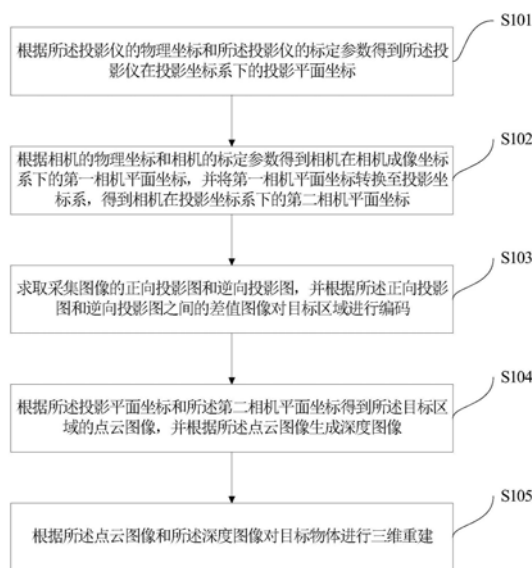 S101
根据所述投影仪的物理坐标和所述投影仪的标定参数得到所述投
影仪在投影坐标系下的投影平面坐标
S102
根据相机的物理坐标和相机的标定参数得到相机在相机成像坐标
系下的第一相机平面坐标，并将第一相机平面坐标转换至投影坐
标系，得到相机在投影坐标系下的第二相机平面坐标
S103
求取采集图像的正向投影图和逆向投影图，并根据所述正向投影
图和逆向投影图之间的差值图像对目标区域进行编码
S104
根据所述投影平面坐标和所述第二相机平面坐标得到所述目标区
域的点云图像，并根据所述点云图像生成深度图像
S105
根据所述点云图像和所述深度图像对目标物体进行三维重建